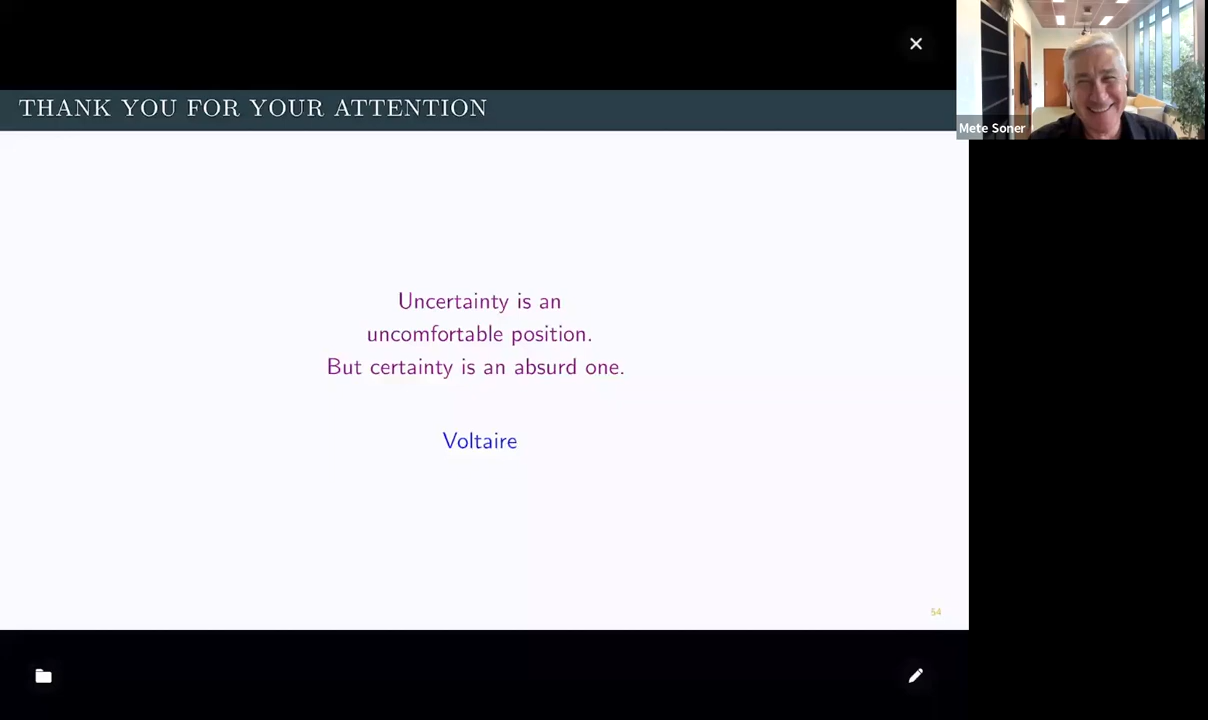 THANK YOU FOR YOUR ATTENTION
Mete Soner
Uncertainty is an
uncomfortable position.
But certainty is an absurd one.
Voltaire
54